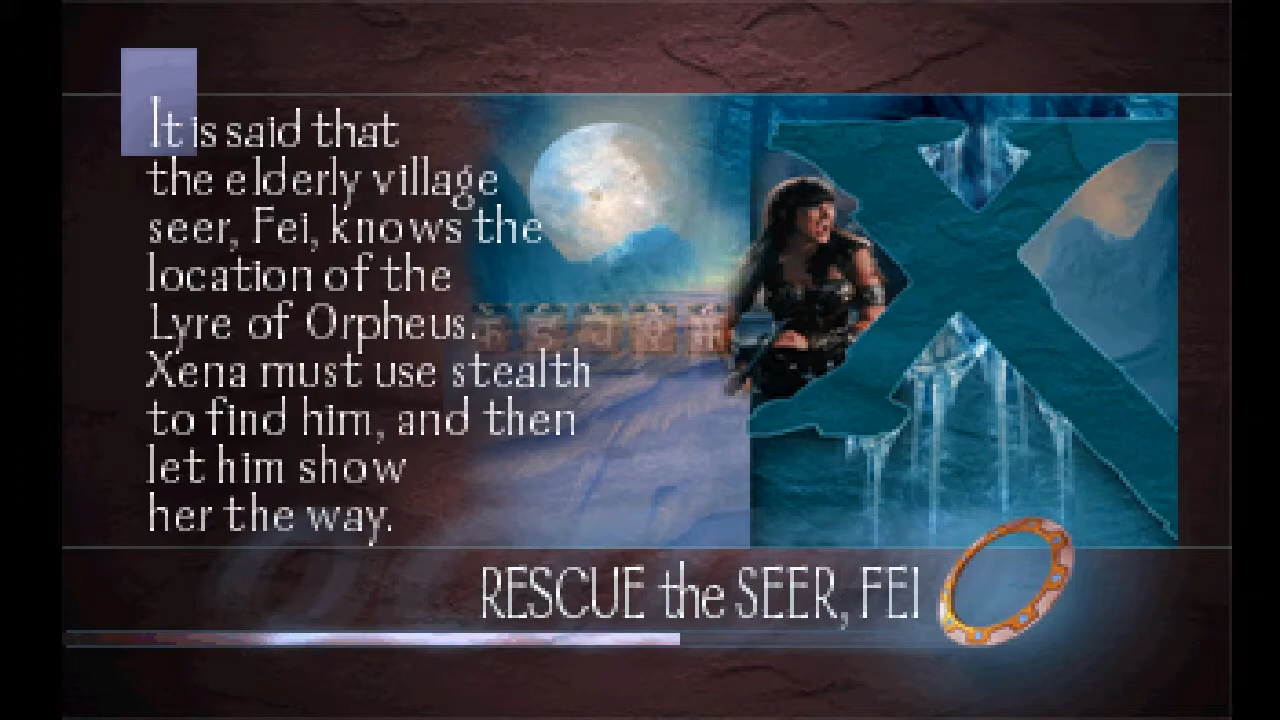 It is said that
the elderly village
seer, Fei, knows the
location of the
Lyre of Orpheus.
Xena must use stealth
to find him, and then
let him show
her the way.
RESCUE the SEER, FEI